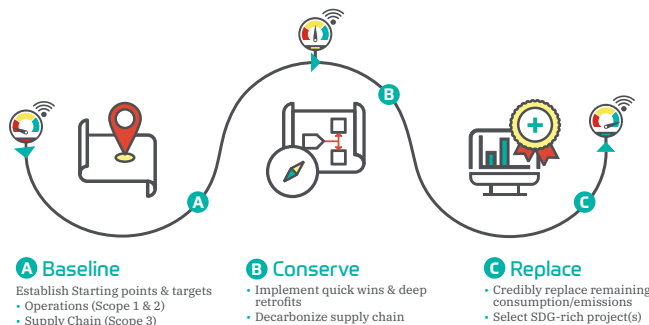 A
B
C
A Baseline
Establish Starting points & targets
• Operations (Scope 1 & 2)
• Supply Chain (Scope 3)
B Conserve
• Implement quick wins & deep
retrofits
• Decarbonize supply chain
C Replace
• Credibly replace remaining
consumption/emissions
• Select SDG-rich project(s)